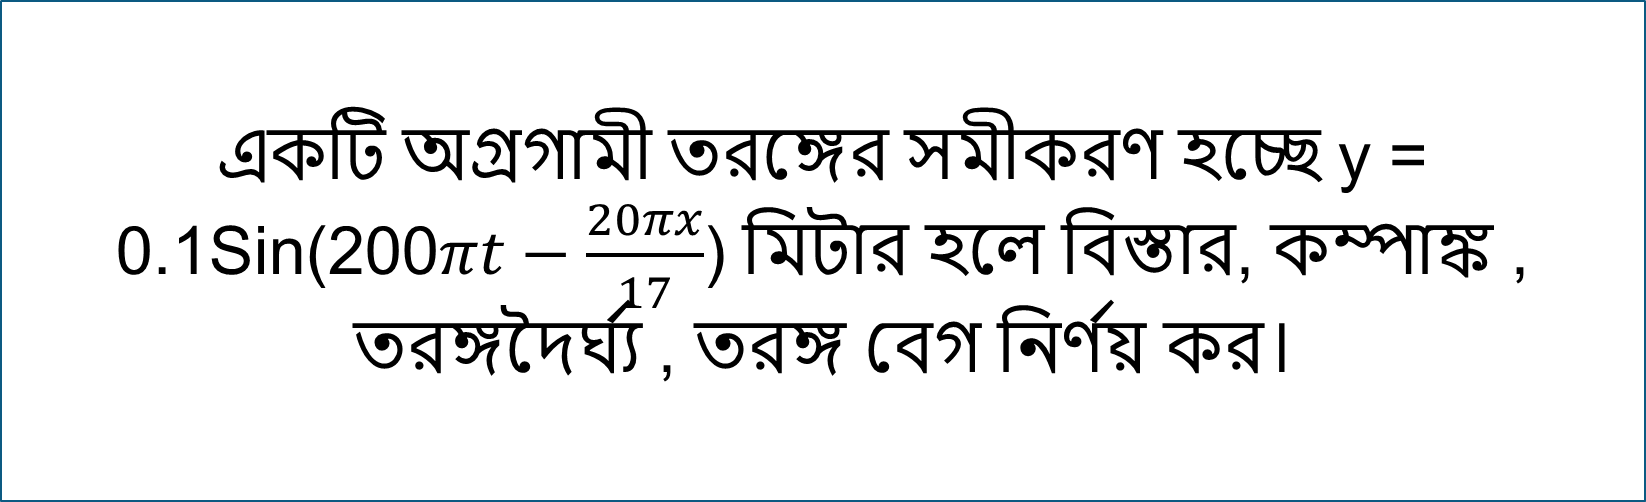 একটি অগ্রগামী তরঙ্গের সমীকরণ হচ্ছে y =
0.1Sin(200𝜋𝑡 − 20𝜋𝑥/17) মিটার হলে বিস্তার, কম্পাঙ্ক ,
তরঙ্গদৈর্ঘ্য , তরঙ্গ বেগ নির্ণয় কর।